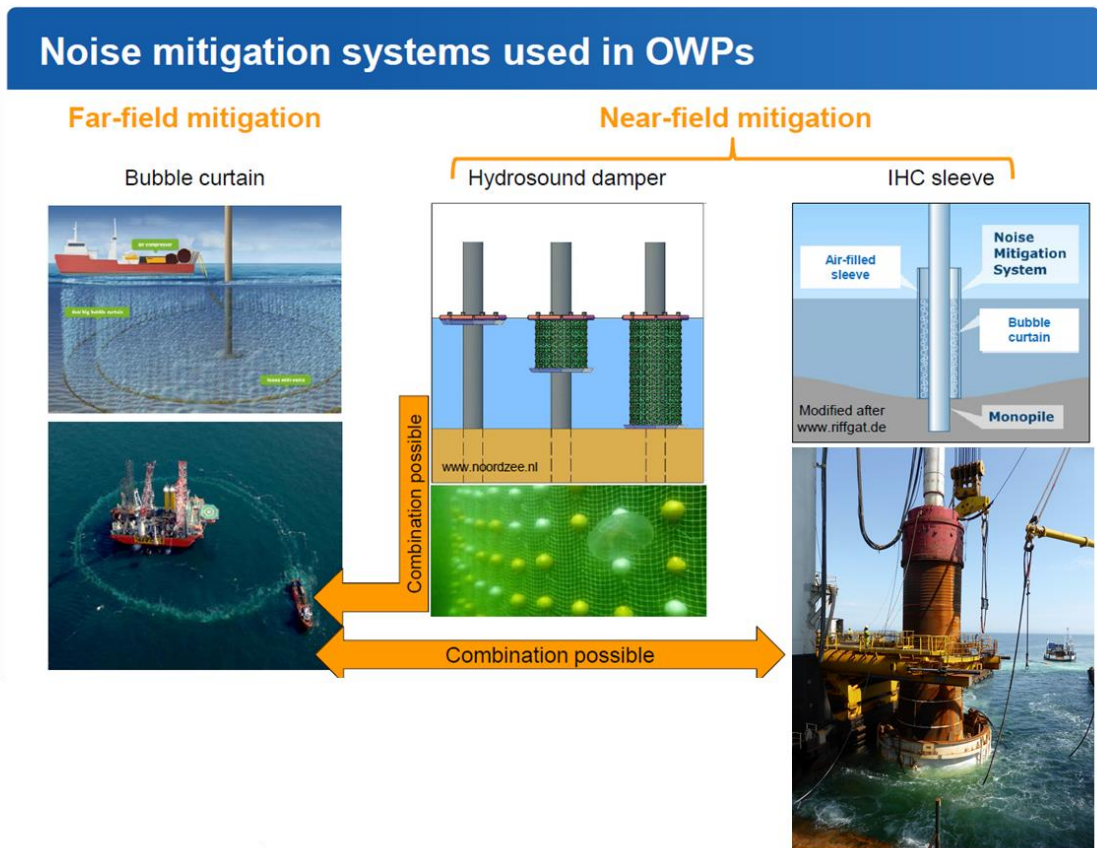 Noise mitigation systems used in OWPs
Far-field mitigation
Near-field mitigation
Bubble curtain
Hydrosound damper
IHC sleeve
air compressor
Noise
Mitigation
System
Air-filled
sleeve
Bubble
curtain
Modified after
www.riffgat.de
Monopile
www.noordzee.nl
Combination possible
Combination possible